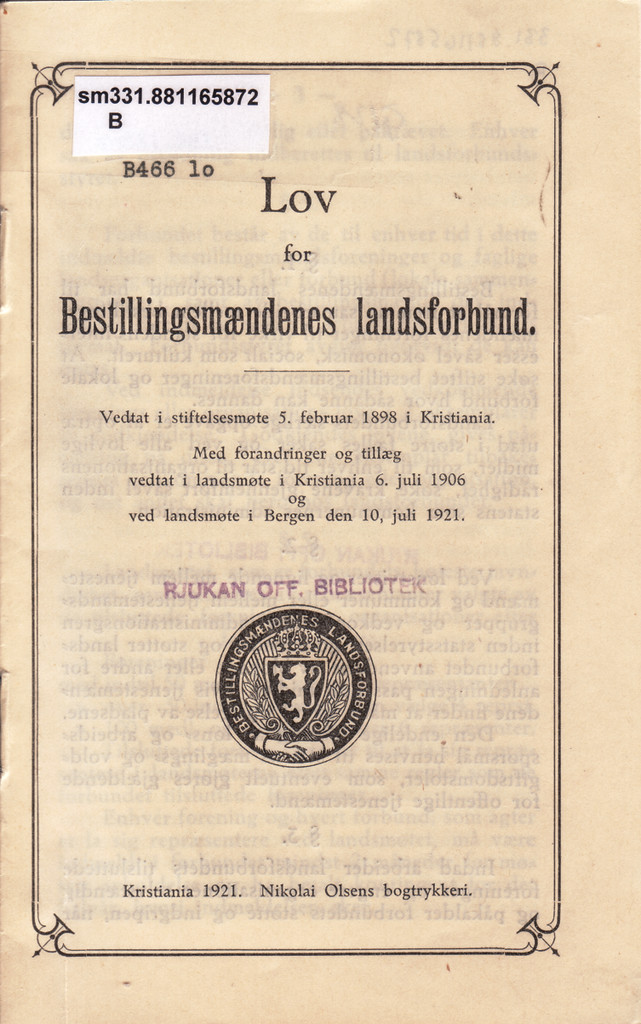 sm331.881165872
B
B466 lo
Lov
for
Bestillingsmændenes landsforbund.
Vedtat i stiftelsesmøte 5. februar 1898 i Kristiania.
Med forandringer og tillæg
vedtat i landsmøte i Kristiania 6. juli 1906
og
ved landsmøte i Bergen den 10, juli 1921.
RJUKAN OFF. BIBLIOTEK
BESTILLINGSMÆNDENES LANDSFORBUND
Kristiania 1921. Nikolai Olsens bogtrykkeri.